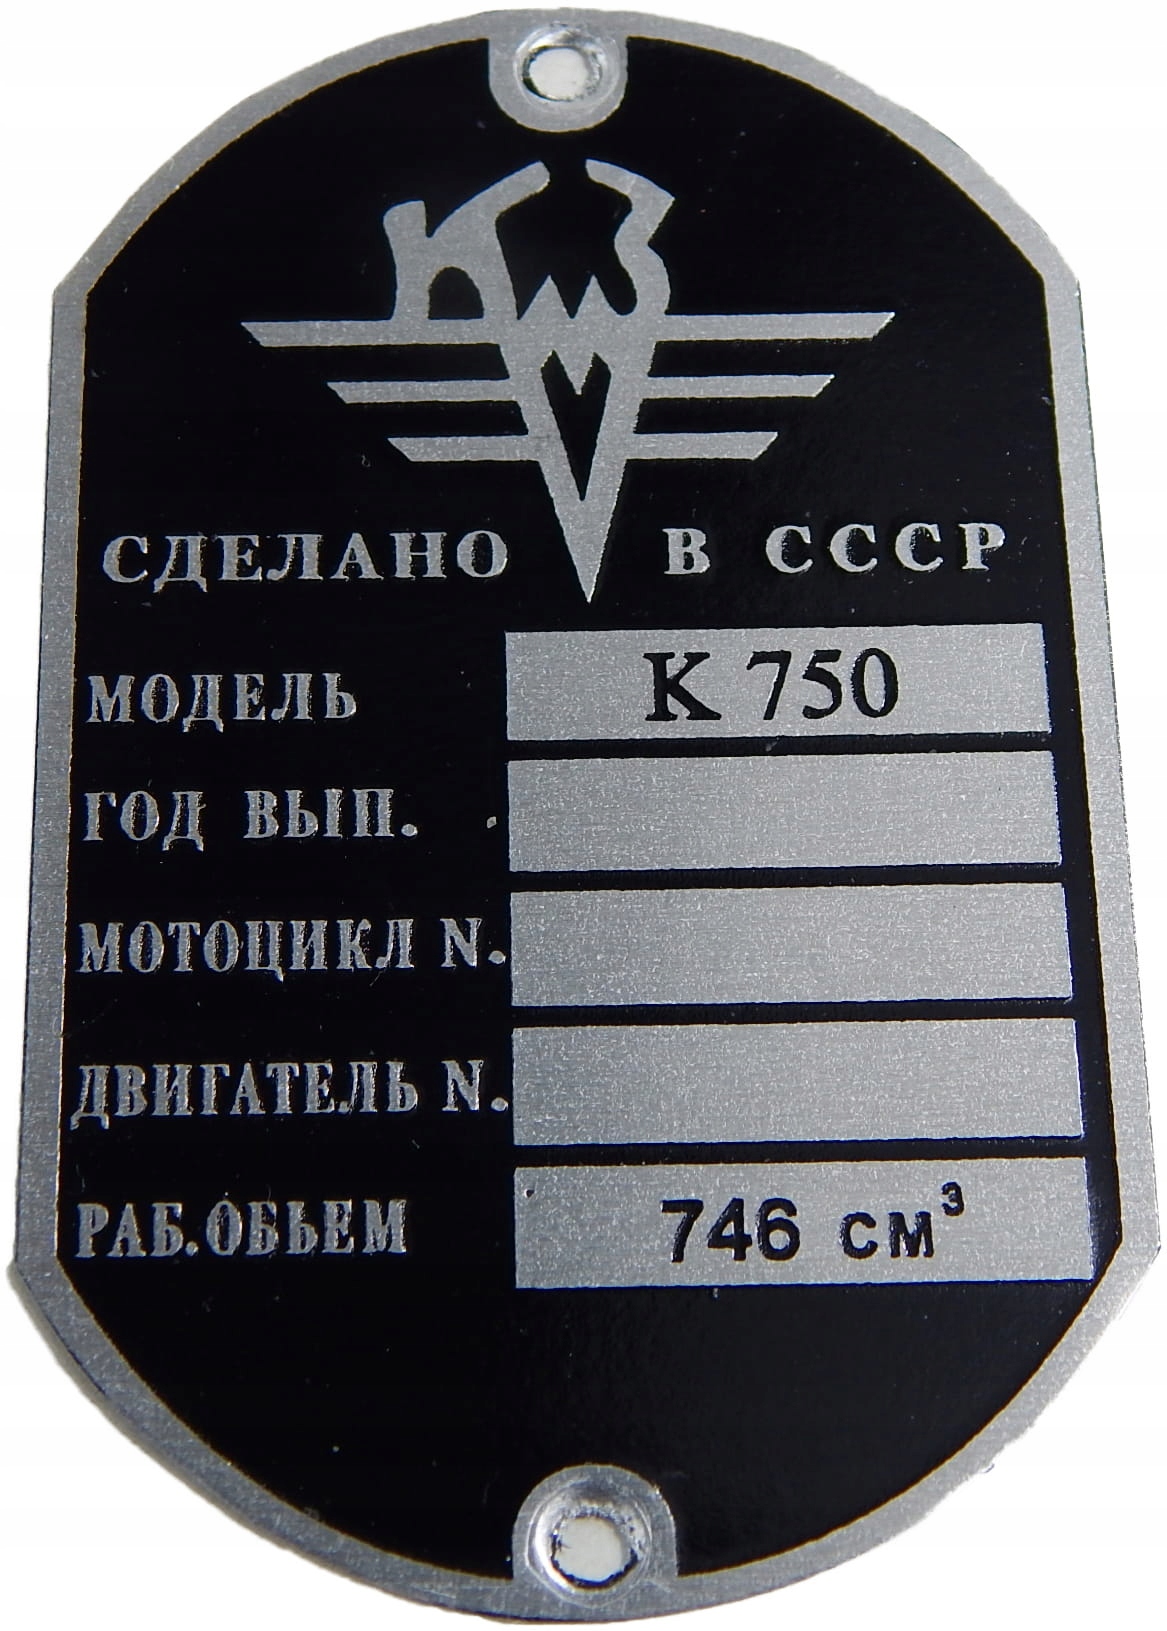 КМЗ
СДЕЛАНО В СССР
МОДЕЛЬ К 750
ГОД ВЫП.
МОТОЦИКЛ N.
ДВИГАТЕЛЬ N.
РАБ.ОБЬЕМ 746 см³